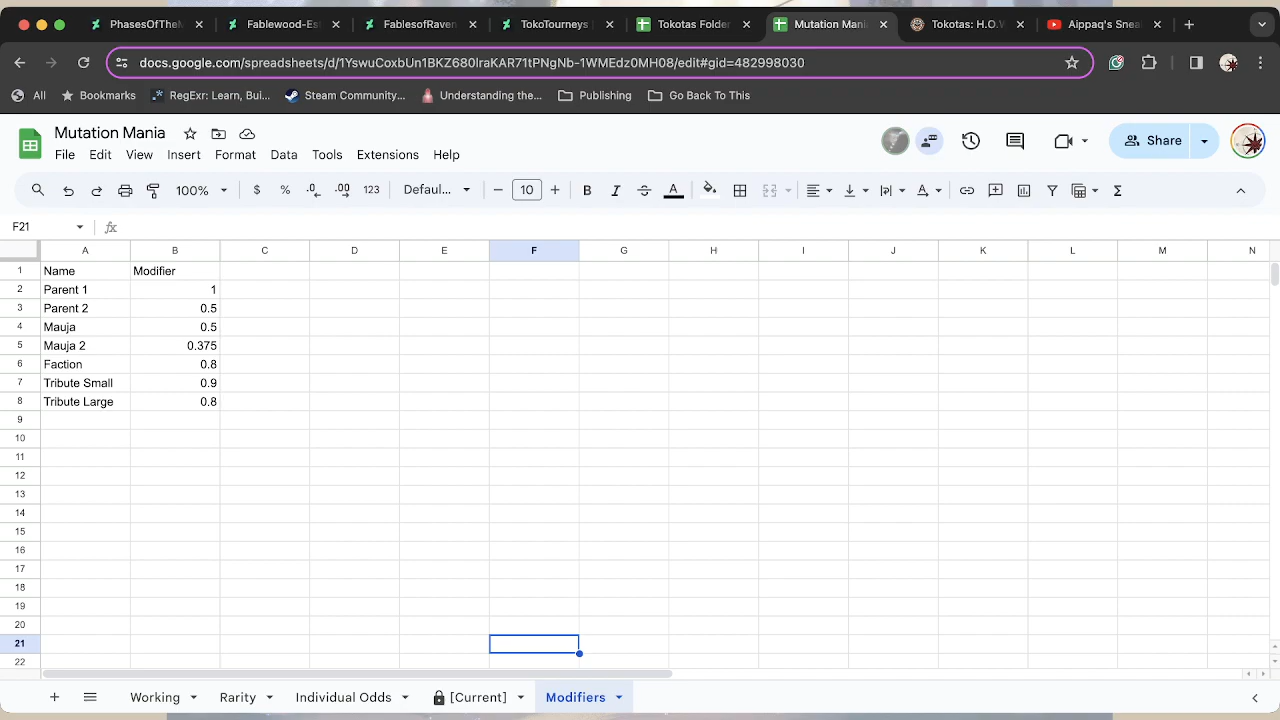 PhasesOfTheM
Fablewood-Es
FablesofRaven
TokoTourneys
Tokotas Folder
Mutation Mania
Tokotas: H.O.W
Aippaq's Snea
docs.google.com/spreadsheets/d/1YswuCoxbUn1BKZ680IraKAR71tPNgNb-1WMEdz0MH08/edit#gid=482998030
All
Bookmarks
RegExr: Learn, Bui...
Steam Community...
Understanding the...
Publishing
Go Back To This
Mutation Mania
File Edit View Insert Format Data Tools Extensions Help
Share
100% $ % .0 .00 123 Defaul... 10 B I A Σ
F21 fx
A B C D E F G H I J K L M N
1 Name Modifier
2 Parent 1 1
3 Parent 2 0.5
4 Mauja 0.5
5 Mauja 2 0.375
6 Faction 0.8
7 Tribute Small 0.9
8 Tribute Large 0.8
9
10
11
12
13
14
15
16
17
18
19
20
21
22
Working Rarity Individual Odds [Current] Modifiers